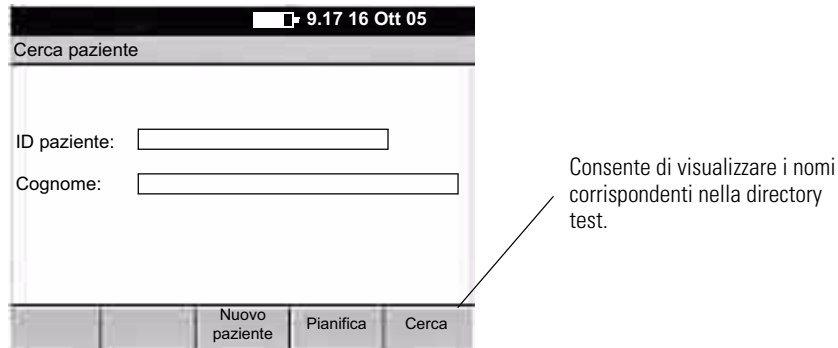 9.17 16 Ott 05
Cerca paziente
ID paziente:
Cognome:
Consente di visualizzare i nomi
corrispondenti nella directory
test.
Nuovo
paziente
Pianifica
Cerca